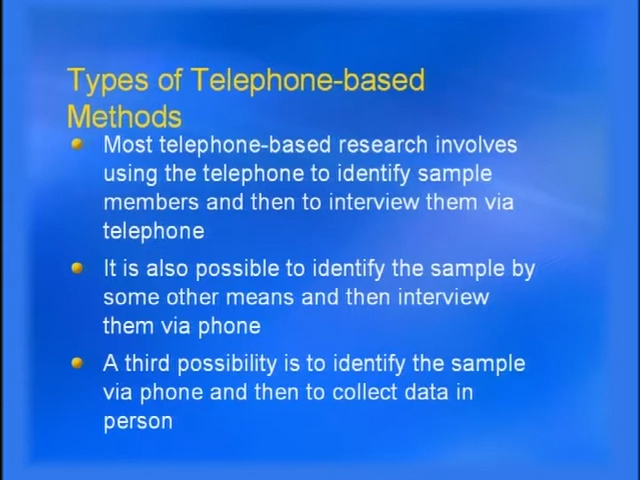 Types of Telephone-based
Methods
Most telephone-based research involves
using the telephone to identify sample
members and then to interview them via
telephone
It is also possible to identify the sample by
some other means and then interview
them via phone
A third possibility is to identify the sample
via phone and then to collect data in
person